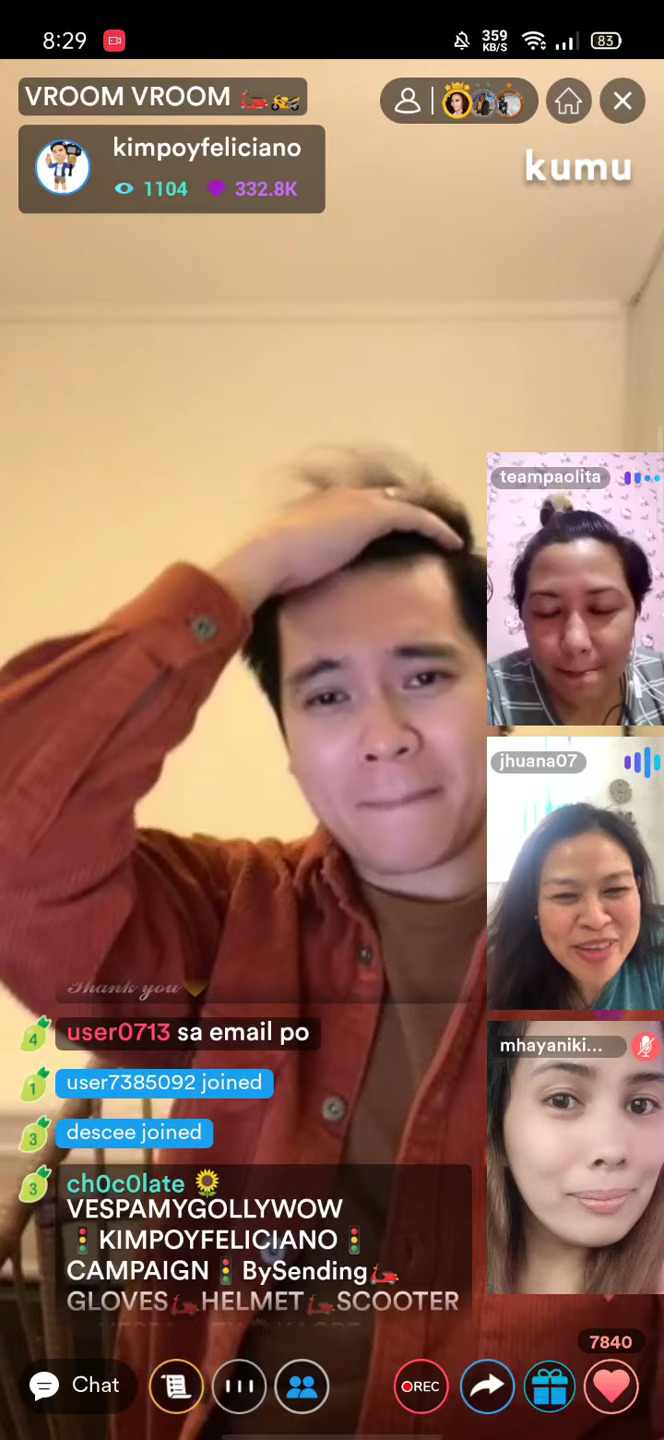 8:29
359
KB/S
83
VROOM VROOM 🛵🛵
kimpoyfeliciano
1104 332.8K
kumu
teampaolita
jhuana07
mhayaniki...
Thank you💛
4 user0713 sa email po
1 user7385092 joined
3 descee joined
3 ch0c0late 🌻
VESPAMYGOLLYWOW
🚦KIMPOYFELICIANO🚦
CAMPAIGN🚦BySending🛵
GLOVES🛵HELMET🛵SCOOTER
7840
Chat
REC